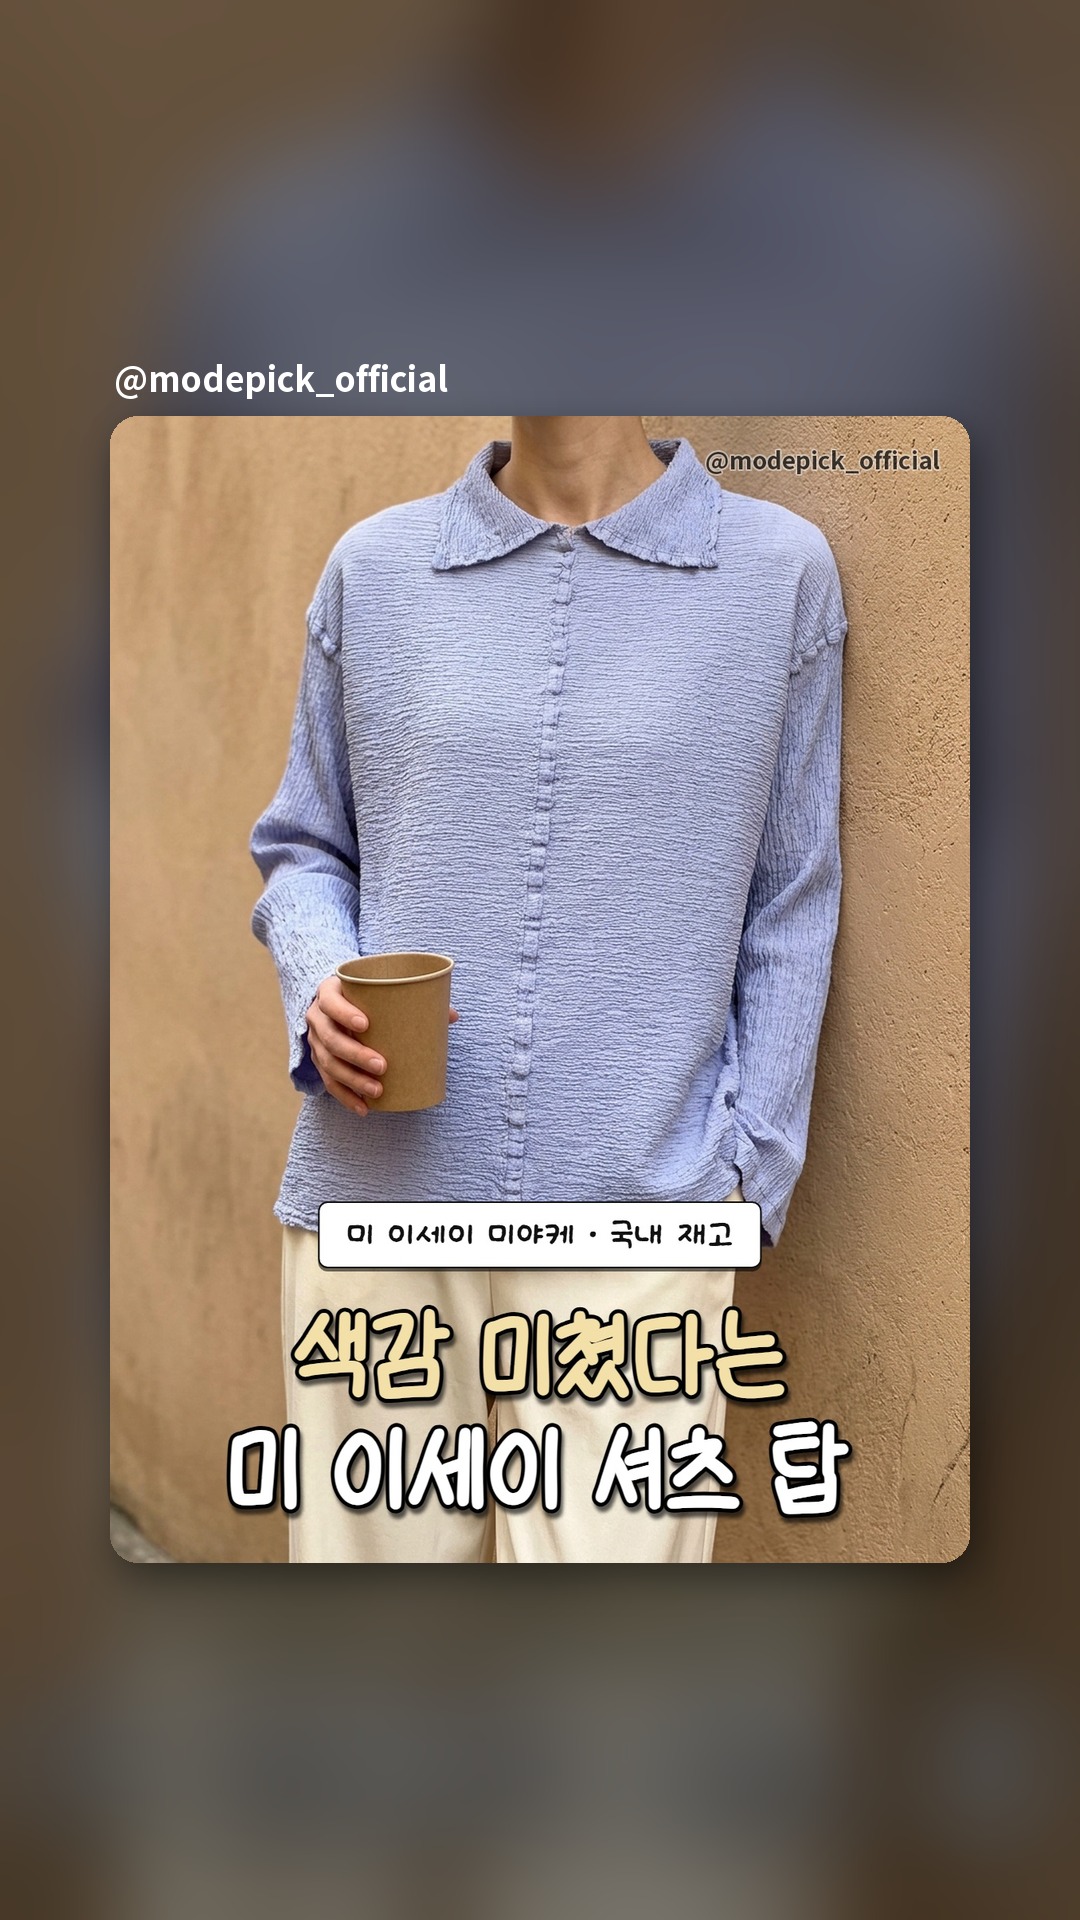 @modepick_official
@modepick_official
미 이세이 미야케 · 국내 재고
색감 미쳤다는
미 이세이 셔츠 탑